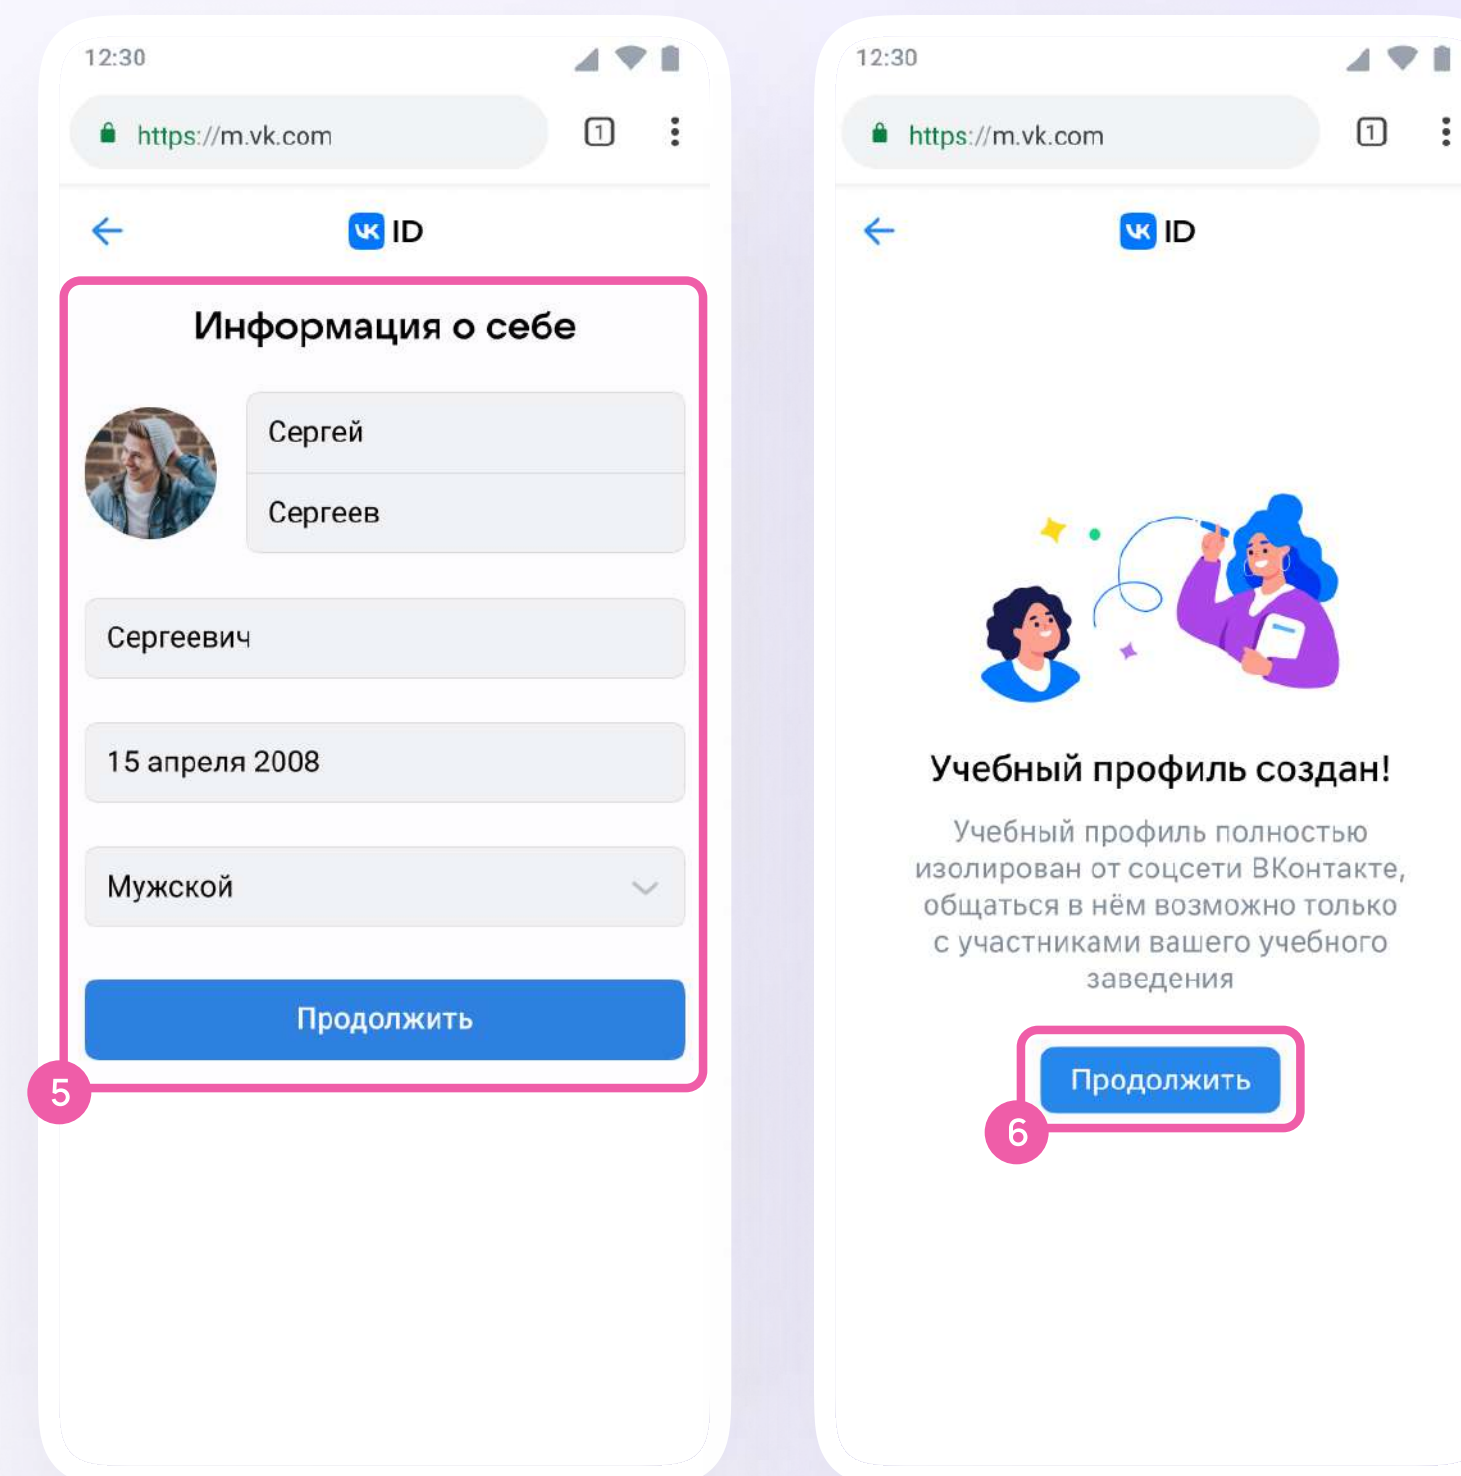 12:30
https://m.vk.com
1
VK ID
Информация о себе
Сергей
Сергеев
Сергеевич
15 апреля 2008
Мужской
Продолжить
5
12:30
https://m.vk.com
1
VK ID
Учебный профиль создан!
Учебный профиль полностью
изолирован от соцсети ВКонтакте,
общаться в нём возможно только
с участниками вашего учебного
заведения
Продолжить
6